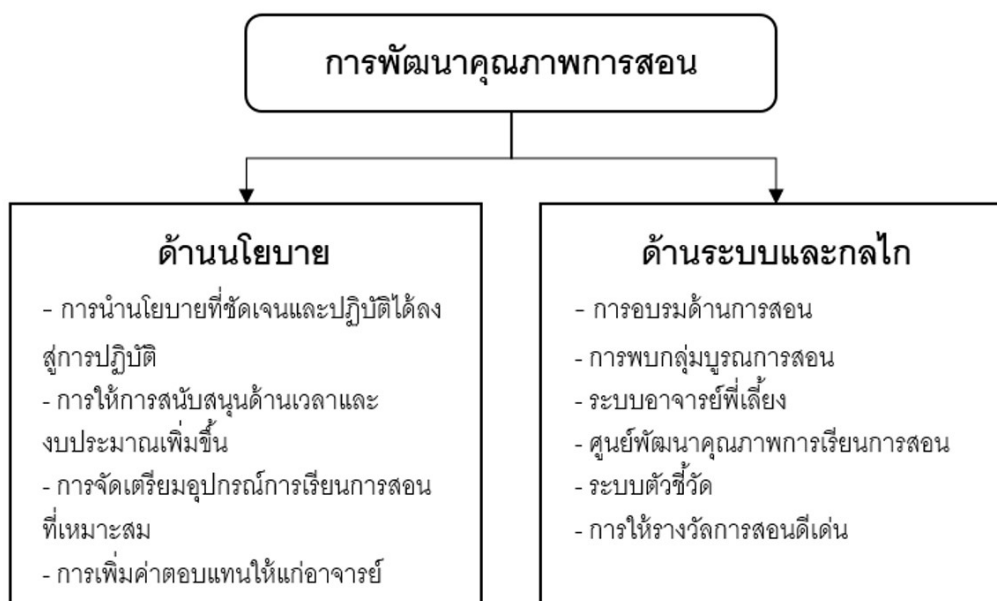 การพัฒนาคุณภาพการสอน
ด้านนโยบาย
- การนำนโยบายที่ชัดเจนและปฏิบัติได้ลง
สู่การปฏิบัติ
- การให้การสนับสนุนด้านเวลาและ
งบประมาณเพิ่มขึ้น
- การจัดเตรียมอุปกรณ์การเรียนการสอน
ที่เหมาะสม
- การเพิ่มค่าตอบแทนให้แก่อาจารย์
ด้านระบบและกลไก
- การอบรมด้านการสอน
- การพบกลุ่มบูรณการสอน
- ระบบอาจารย์พี่เลี้ยง
- ศูนย์พัฒนาคุณภาพการเรียนการสอน
- ระบบตัวชี้วัด
- การให้รางวัลการสอนดีเด่น